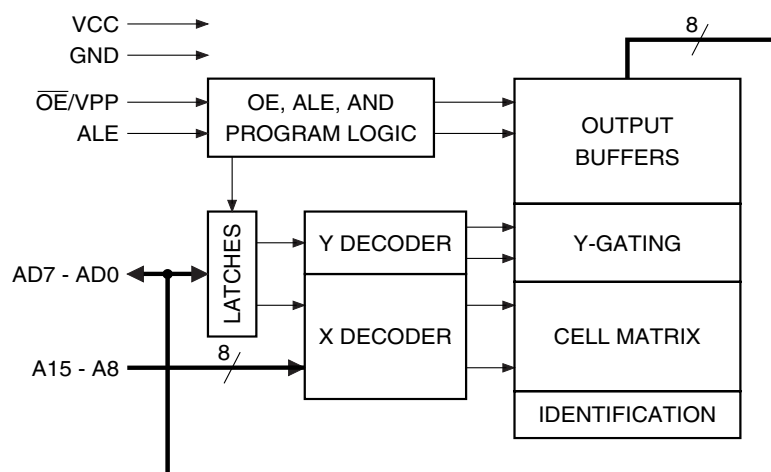 VCC
GND
OE/VPP
ALE
OE, ALE, AND
PROGRAM LOGIC
8
OUTPUT
BUFFERS
LATCHES
Y DECODER
Y-GATING
AD7 - AD0
X DECODER
CELL MATRIX
A15 - A8
8
IDENTIFICATION